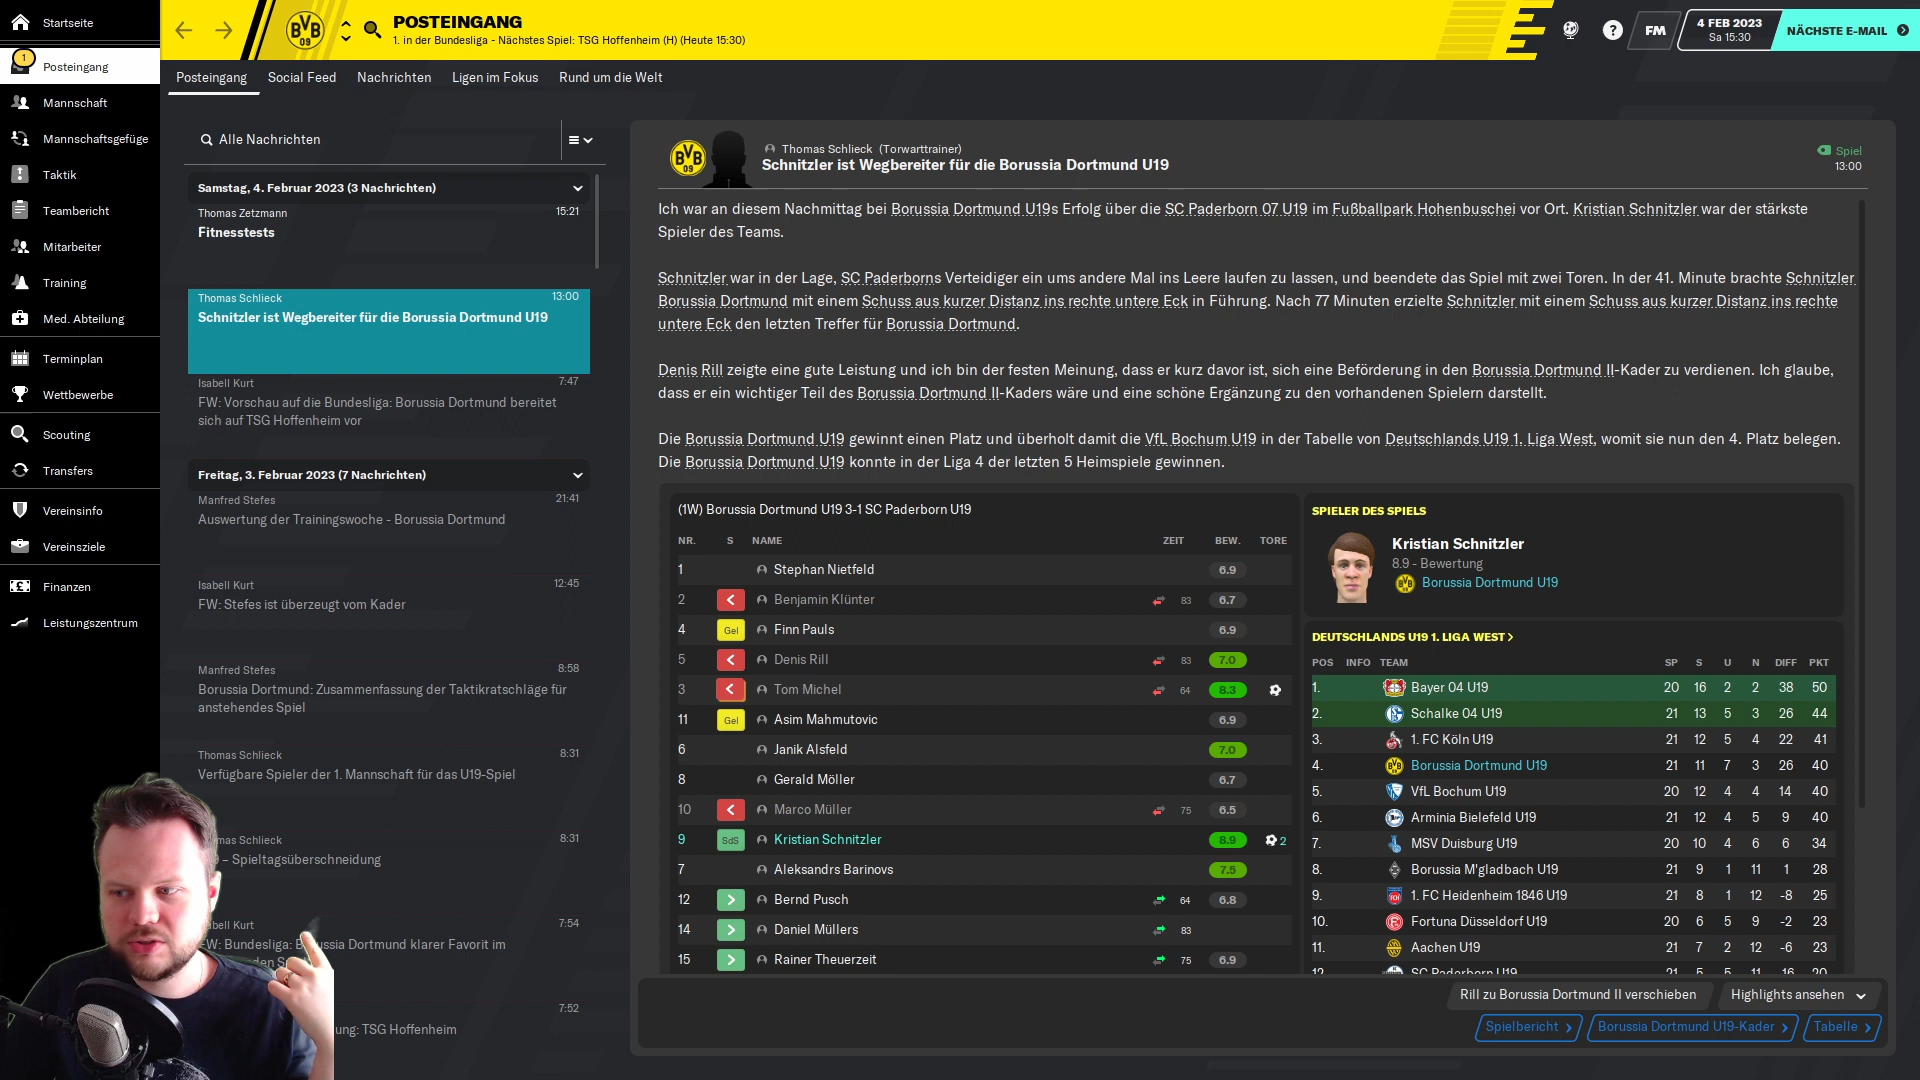 Startseite
1
Posteingang
Mannschaft
Mannschaftsgefüge
Taktik
Teambericht
Mitarbeiter
Training
Med. Abteilung
Terminplan
Wettbewerbe
Scouting
Transfers
Vereinsinfo
Vereinsziele
Finanzen
Leistungszentrum
BVB 09
POSTEINGANG
1. in der Bundesliga - Nächstes Spiel: TSG Hoffenheim (H) (Heute 15:30)
?
FM
4 FEB 2023
Sa 15:30
NÄCHSTE E-MAIL
Posteingang Social Feed Nachrichten Ligen im Fokus Rund um die Welt
Alle Nachrichten
Samstag, 4. Februar 2023 (3 Nachrichten)
Thomas Zetzmann 15:21
Fitnesstests
Thomas Schlieck 13:00
Schnitzler ist Wegbereiter für die Borussia Dortmund U19
Isabell Kurt 7:47
FW: Vorschau auf die Bundesliga: Borussia Dortmund bereitet
sich auf TSG Hoffenheim vor
Freitag, 3. Februar 2023 (7 Nachrichten)
Manfred Stefes 21:41
Auswertung der Trainingswoche - Borussia Dortmund
Isabell Kurt 12:45
FW: Stefes ist überzeugt vom Kader
Manfred Stefes 8:58
Borussia Dortmund: Zusammenfassung der Taktikratschläge für
anstehendes Spiel
Thomas Schlieck 8:31
Verfügbare Spieler der 1. Mannschaft für das U19-Spiel
mas Schlieck 8:31
– Spieltagsüberschneidung
abell Kurt 7:54
W: Bundesliga: B ussia Dortmund klarer Favorit im
den S
7:52
ung: TSG Hoffenheim
BVB 09
Thomas Schlieck (Torwarttrainer)
Schnitzler ist Wegbereiter für die Borussia Dortmund U19
Spiel
13:00
Ich war an diesem Nachmittag bei Borussia Dortmund U19s Erfolg über die SC Paderborn 07 U19 im Fußballpark Hohenbuschei vor Ort. Kristian Schnitzler war der stärkste
Spieler des Teams.
Schnitzler war in der Lage, SC Paderborns Verteidiger ein ums andere Mal ins Leere laufen zu lassen, und beendete das Spiel mit zwei Toren. In der 41. Minute brachte Schnitzler
Borussia Dortmund mit einem Schuss aus kurzer Distanz ins rechte untere Eck in Führung. Nach 77 Minuten erzielte Schnitzler mit einem Schuss aus kurzer Distanz ins rechte
untere Eck den letzten Treffer für Borussia Dortmund.
Denis Rill zeigte eine gute Leistung und ich bin der festen Meinung, dass er kurz davor ist, sich eine Beförderung in den Borussia Dortmund II-Kader zu verdienen. Ich glaube,
dass er ein wichtiger Teil des Borussia Dortmund II-Kaders wäre und eine schöne Ergänzung zu den vorhandenen Spielern darstellt.
Die Borussia Dortmund U19 gewinnt einen Platz und überholt damit die VfL Bochum U19 in der Tabelle von Deutschlands U19 1. Liga West, womit sie nun den 4. Platz belegen.
Die Borussia Dortmund U19 konnte in der Liga 4 der letzten 5 Heimspiele gewinnen.
(1W) Borussia Dortmund U19 3-1 SC Paderborn U19
NR. S NAME ZEIT BEW. TORE
1 Stephan Nietfeld 6.9
2 Benjamin Klünter 83 6.7
4 Gel Finn Pauls 6.9
5 Denis Rill 83 7.0
3 Tom Michel 64 8.3
11 Gel Asim Mahmutovic 6.9
6 Janik Alsfeld 7.0
8 Gerald Möller 6.7
10 Marco Müller 75 6.5
9 SdS Kristian Schnitzler 8.9 2
7 Aleksandrs Barinovs 7.5
12 Bernd Pusch 64 6.8
14 Daniel Müllers 83
15 Rainer Theuerzeit 75 6.9
SPIELER DES SPIELS
Kristian Schnitzler
8.9 - Bewertung
Borussia Dortmund U19
DEUTSCHLANDS U19 1. LIGA WEST >
POS INFO TEAM SP S U N DIFF PKT
1. Bayer 04 U19 20 16 2 2 38 50
2. Schalke 04 U19 21 13 5 3 26 44
3. 1. FC Köln U19 21 12 5 4 22 41
4. Borussia Dortmund U19 21 11 7 3 26 40
5. VfL Bochum U19 20 12 4 4 14 40
6. Arminia Bielefeld U19 21 12 4 5 9 40
7. MSV Duisburg U19 20 10 4 6 6 34
8. Borussia M'gladbach U19 21 9 1 11 1 28
9. 1. FC Heidenheim 1846 U19 21 8 1 12 -8 25
10. Fortuna Düsseldorf U19 20 6 5 9 -2 23
11. Aachen U19 21 7 2 12 -6 23
12. SC Paderborn U19 21 5 5 11 -16 20
Rill zu Borussia Dortmund II verschieben Highlights ansehen
Spielbericht > Borussia Dortmund U19-Kader > Tabelle >